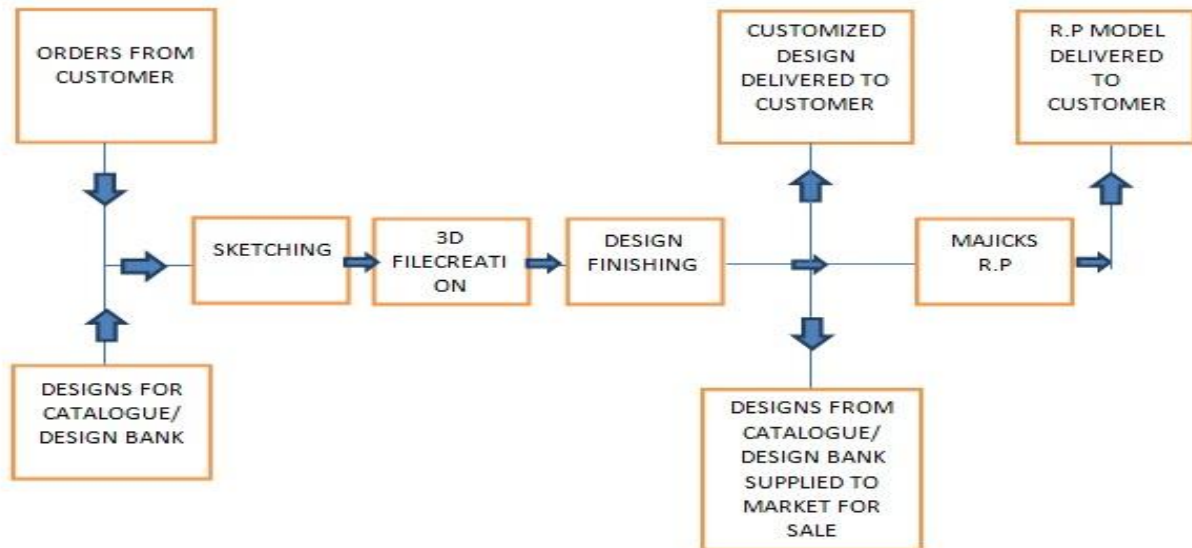 ORDERS FROM
CUSTOMER
DESIGNS FOR
CATALOGUE/
DESIGN BANK
SKETCHING
3D
FILECREATI
ON
DESIGN
FINISHING
CUSTOMIZED
DESIGN
DELIVERED TO
CUSTOMER
DESIGNS FROM
CATALOGUE/
DESIGN BANK
SUPPLIED TO
MARKET FOR
SALE
MAJICKS
R.P
R.P MODEL
DELIVERED
TO
CUSTOMER